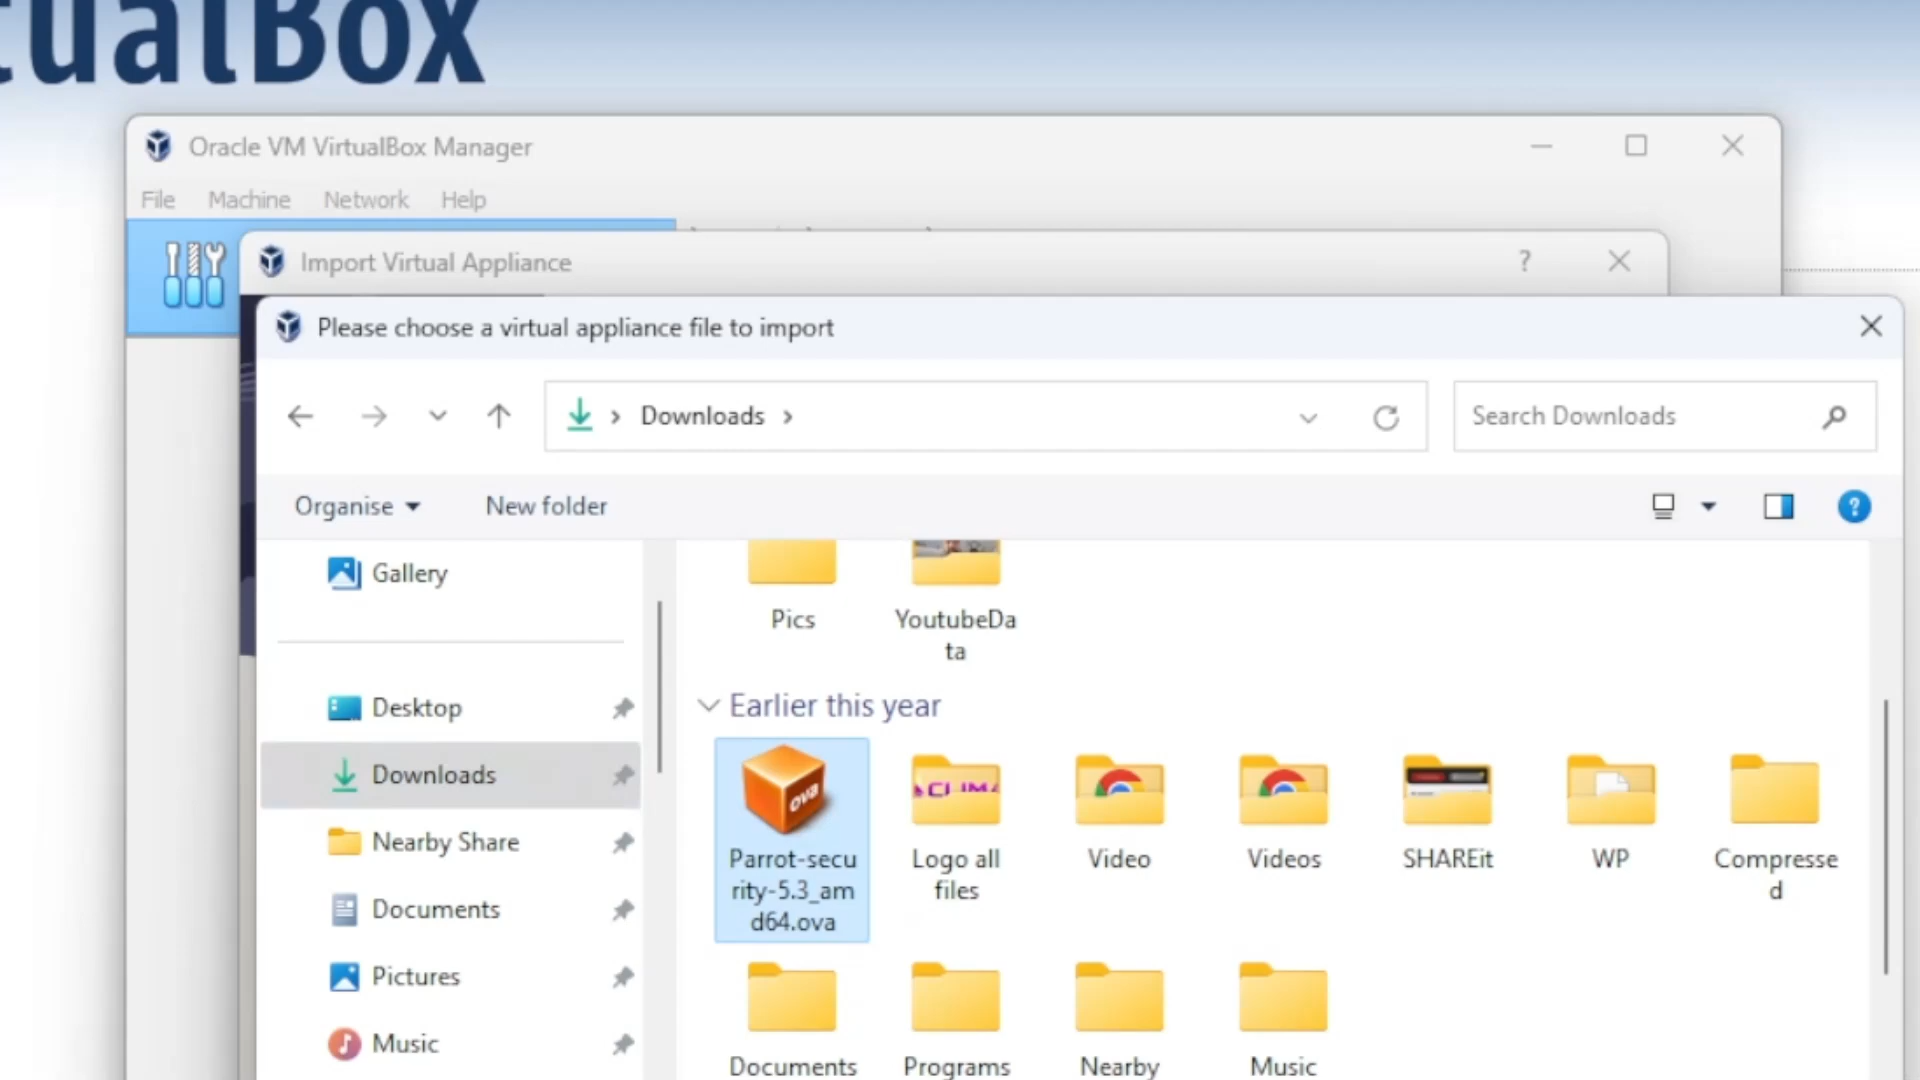 tualBox
Oracle VM VirtualBox Manager
File Machine Network Help
Import Virtual Appliance
?
Please choose a virtual appliance file to import
Downloads
Search Downloads
Organise
New folder
?
Gallery
Pics
YoutubeDa
ta
Desktop
Earlier this year
Downloads
ova
Parrot-secu
rity-5.3_am
d64.ova
Logo all
files
Video
Videos
SHAREit
WP
Compresse
d
Nearby Share
Documents
Pictures
Music
Documents
Programs
Nearby
Music